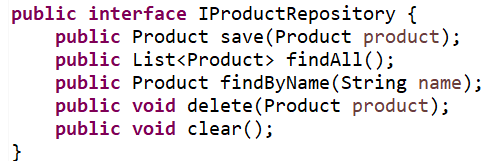 public interface IProductRepository {
    public Product save(Product product);
    public List<Product> findAll();
    public Product findByName(String name);
    public void delete(Product product);
    public void clear();
}